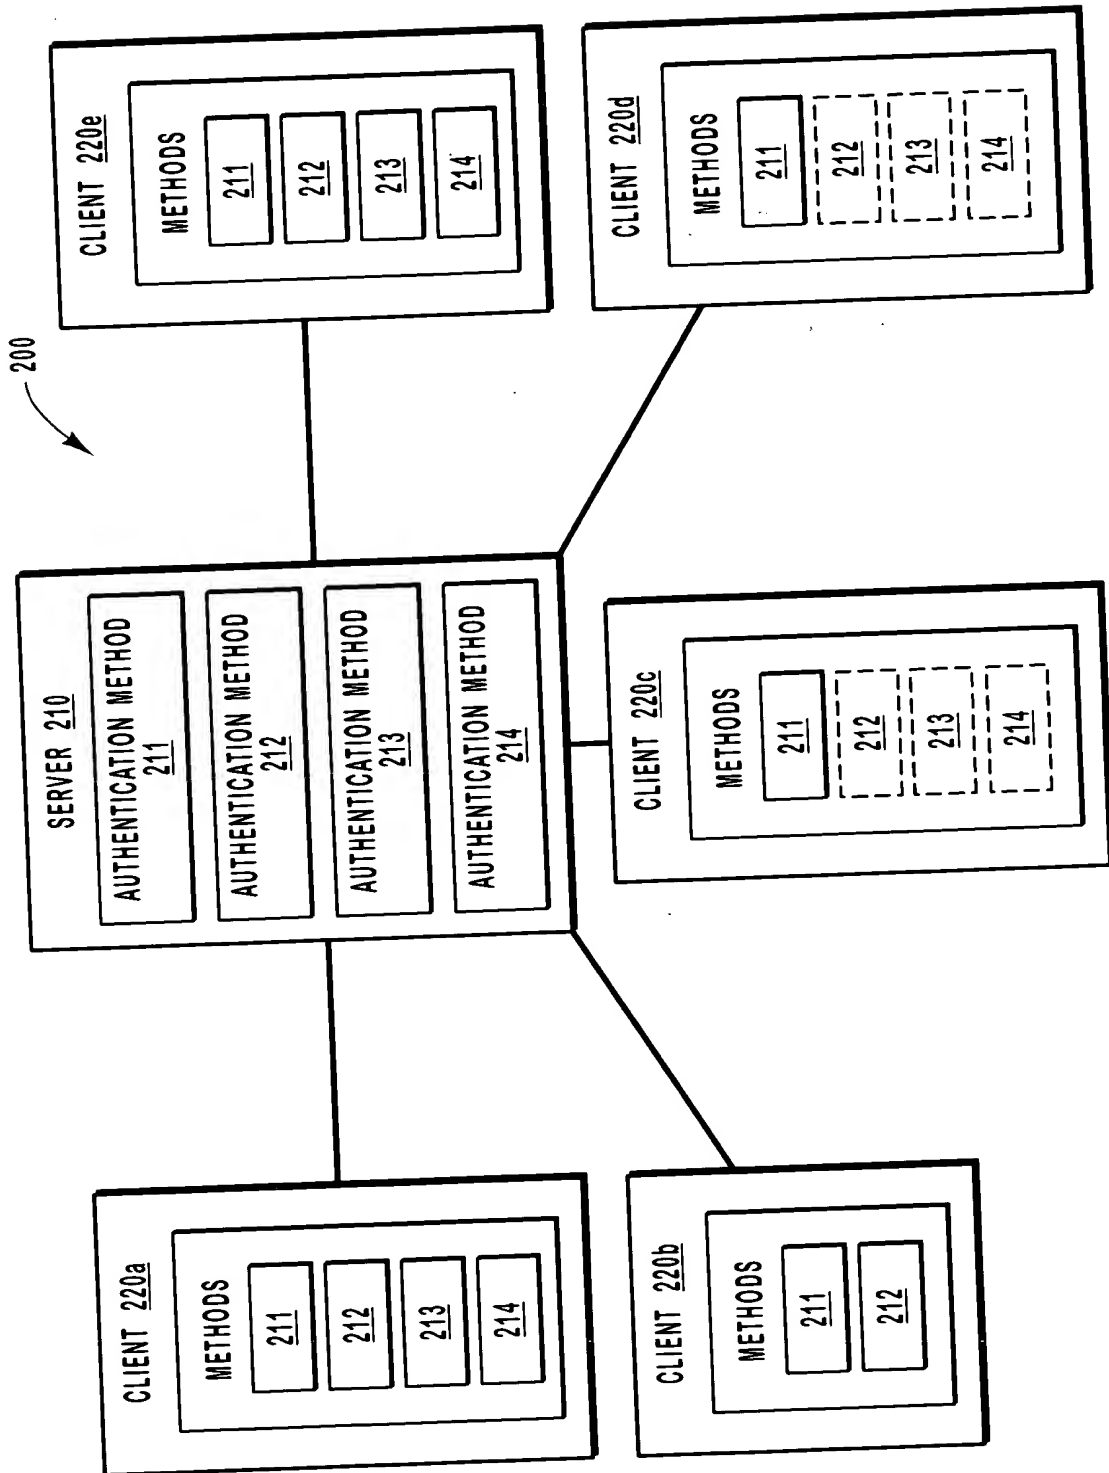 200
SERVER 210
AUTHENTICATION METHOD
211
AUTHENTICATION METHOD
212
AUTHENTICATION METHOD
213
AUTHENTICATION METHOD
214
CLIENT 220a
METHODS
211
212
213
214
CLIENT 220b
METHODS
211
212
CLIENT 220c
METHODS
211
212
213
214
CLIENT 220d
METHODS
211
212
213
214
CLIENT 220e
METHODS
211
212
213
214